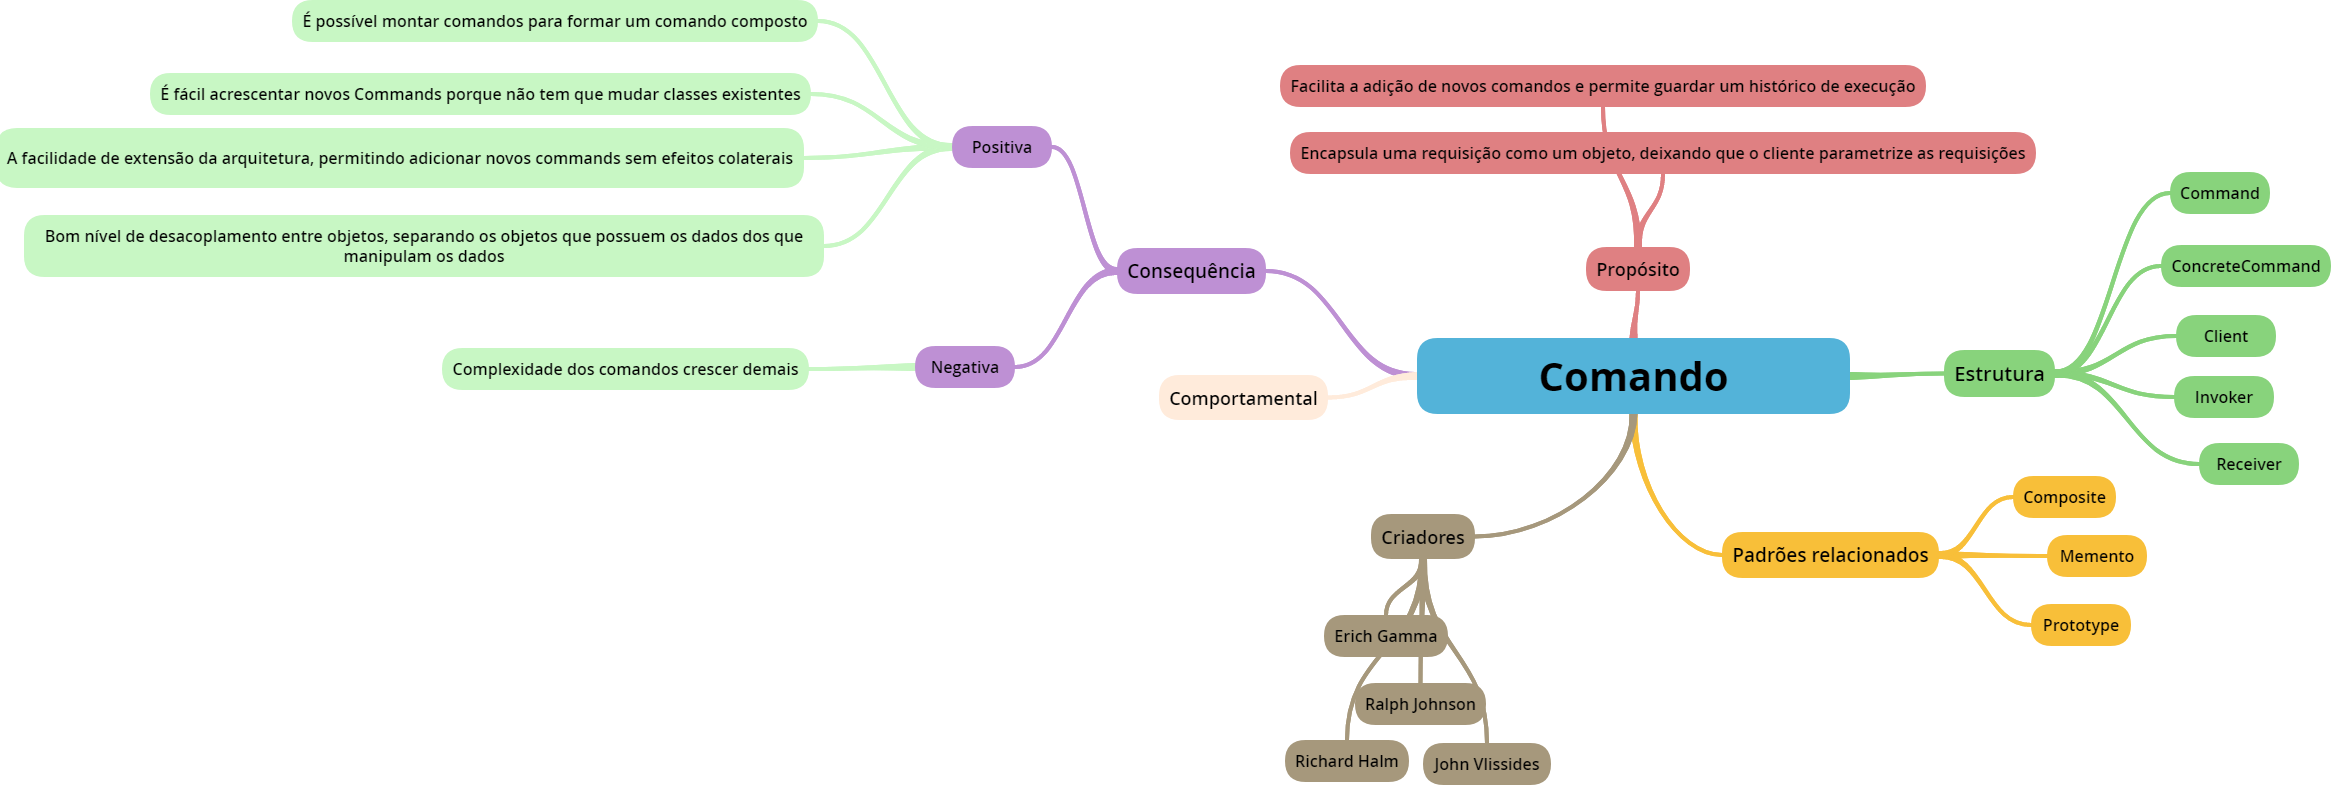 É possível montar comandos para formar um comando composto
É fácil acrescentar novos Commands porque não tem que mudar classes existentes
A facilidade de extensão da arquitetura, permitindo adicionar novos commands sem efeitos colaterais
Bom nível de desacoplamento entre objetos, separando os objetos que possuem os dados dos que
manipulam os dados
Positiva
Complexidade dos comandos crescer demais
Negativa
Consequência
Comportamental
Facilita a adição de novos comandos e permite guardar um histórico de execução
Encapsula uma requisição como um objeto, deixando que o cliente parametrize as requisições
Propósito
Comando
Estrutura
Command
ConcreteCommand
Client
Invoker
Receiver
Padrões relacionados
Composite
Memento
Prototype
Criadores
Erich Gamma
Ralph Johnson
Richard Halm
John Vlissides